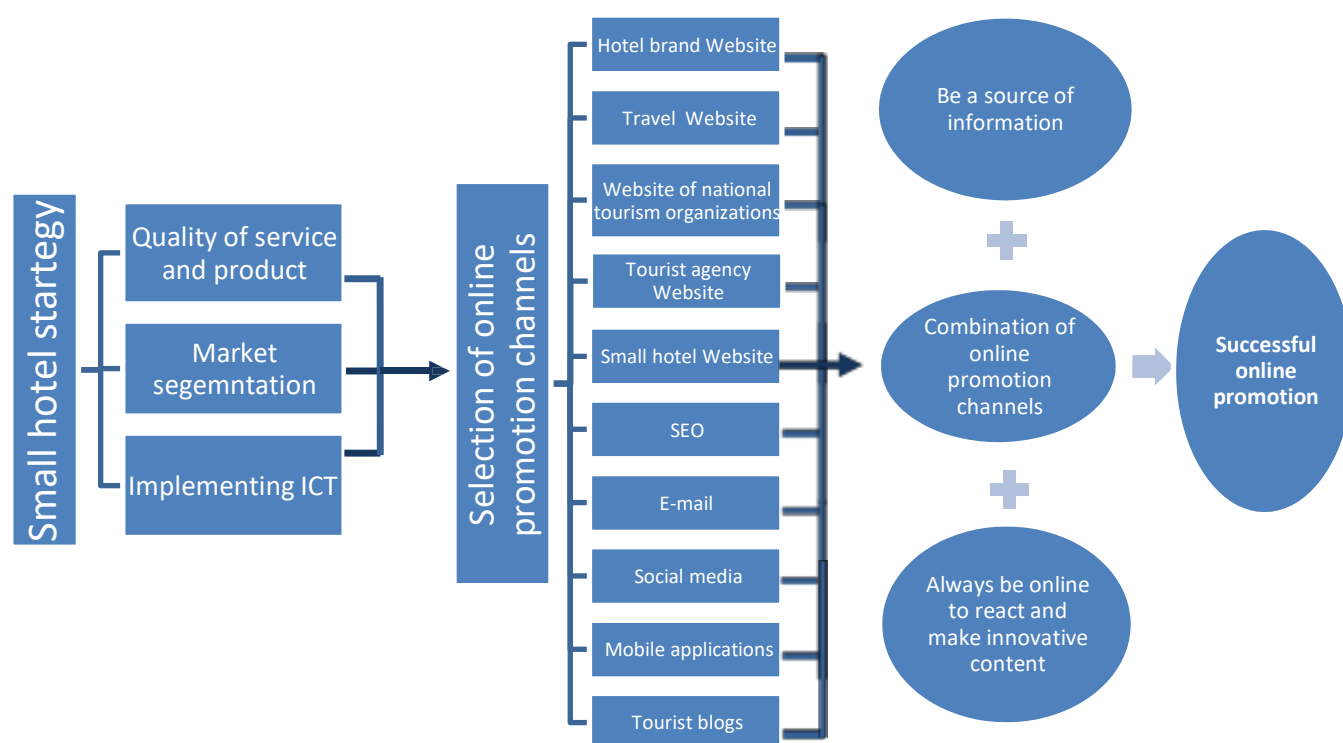 Small hotel startegy
Quality of service
and product
Market
segemntation
Implementing ICT
Selection of online
promotion channels
Hotel brand Website
Travel Website
Website of national
tourism organizations
Tourist agency
Website
Small hotel Website
SEO
E-mail
Social media
Mobile applications
Tourist blogs
Be a source of
information
Combination of
online
promotion
channels
Always be online
to react and
make innovative
content
Successful
online
promotion